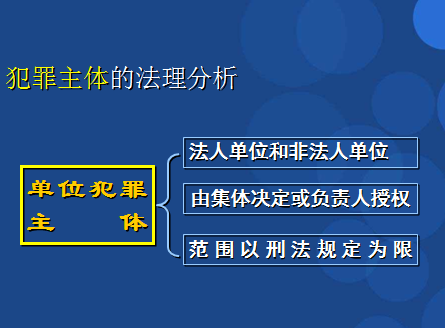 犯罪主体的法理分析
法人单位和非法人单位
单位犯罪
主体
由集体决定或负责人授权
范围以刑法规定为限